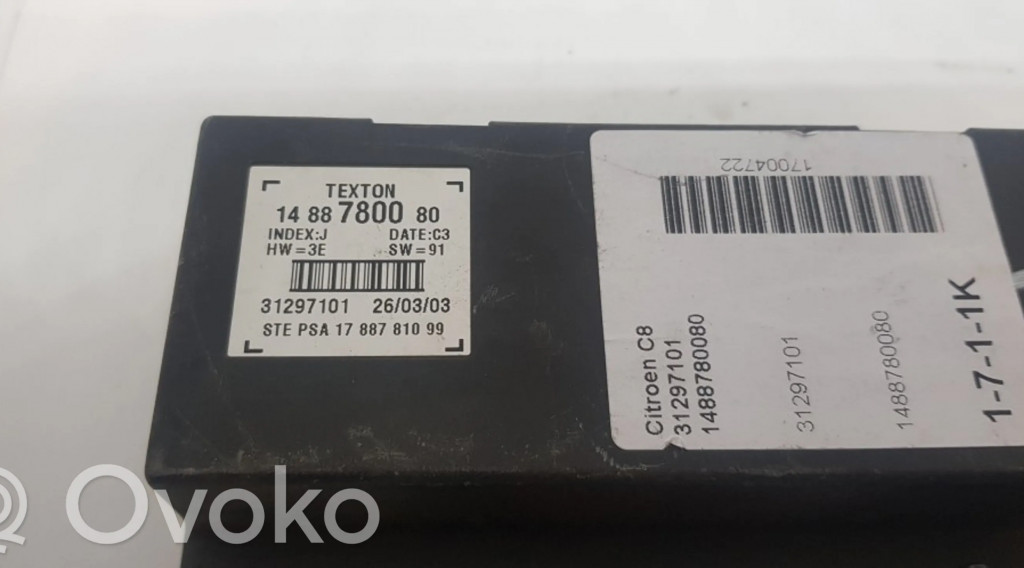 TEXTON
14 88 7800 80
INDEX:J DATE:C3
HW=3E SW=91
31297101 26/03/03
STE PSA 17 887 810 99
17004722
Citroen C8
31297101
1488780080
31297101
1488780080
1-7-1-1K
Ovoko